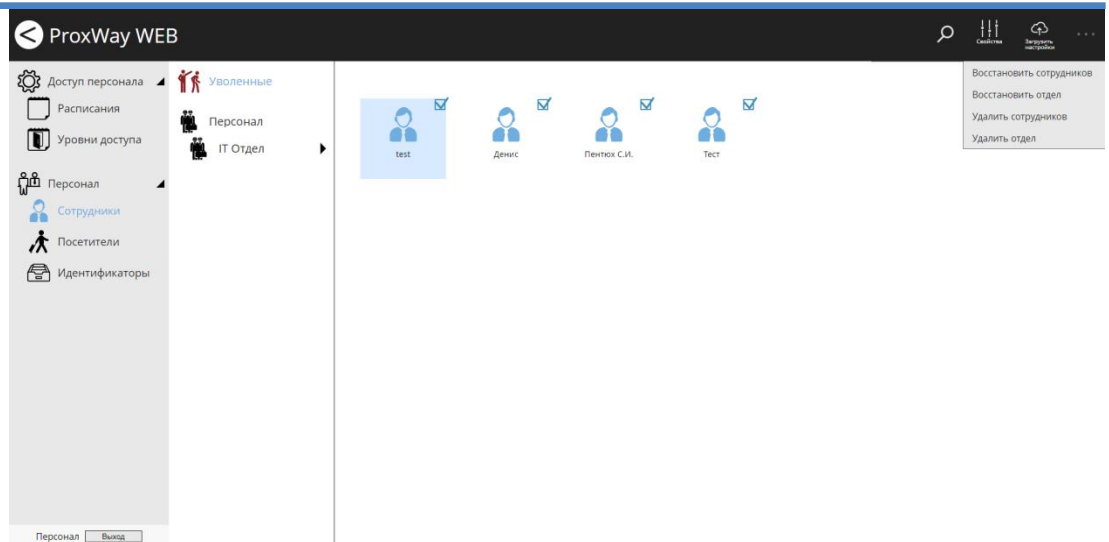 ProxWay WEB
Свойства
Загрузить
настройки
Доступ персонала
Расписания
Уровни доступа
Персонал
Сотрудники
Посетители
Идентификаторы
Персонал
Выход
Уволенные
Персонал
IT Отдел
test
Денис
Пентюх С.И.
Тест
Восстановить сотрудников
Восстановить отдел
Удалить сотрудников
Удалить отдел